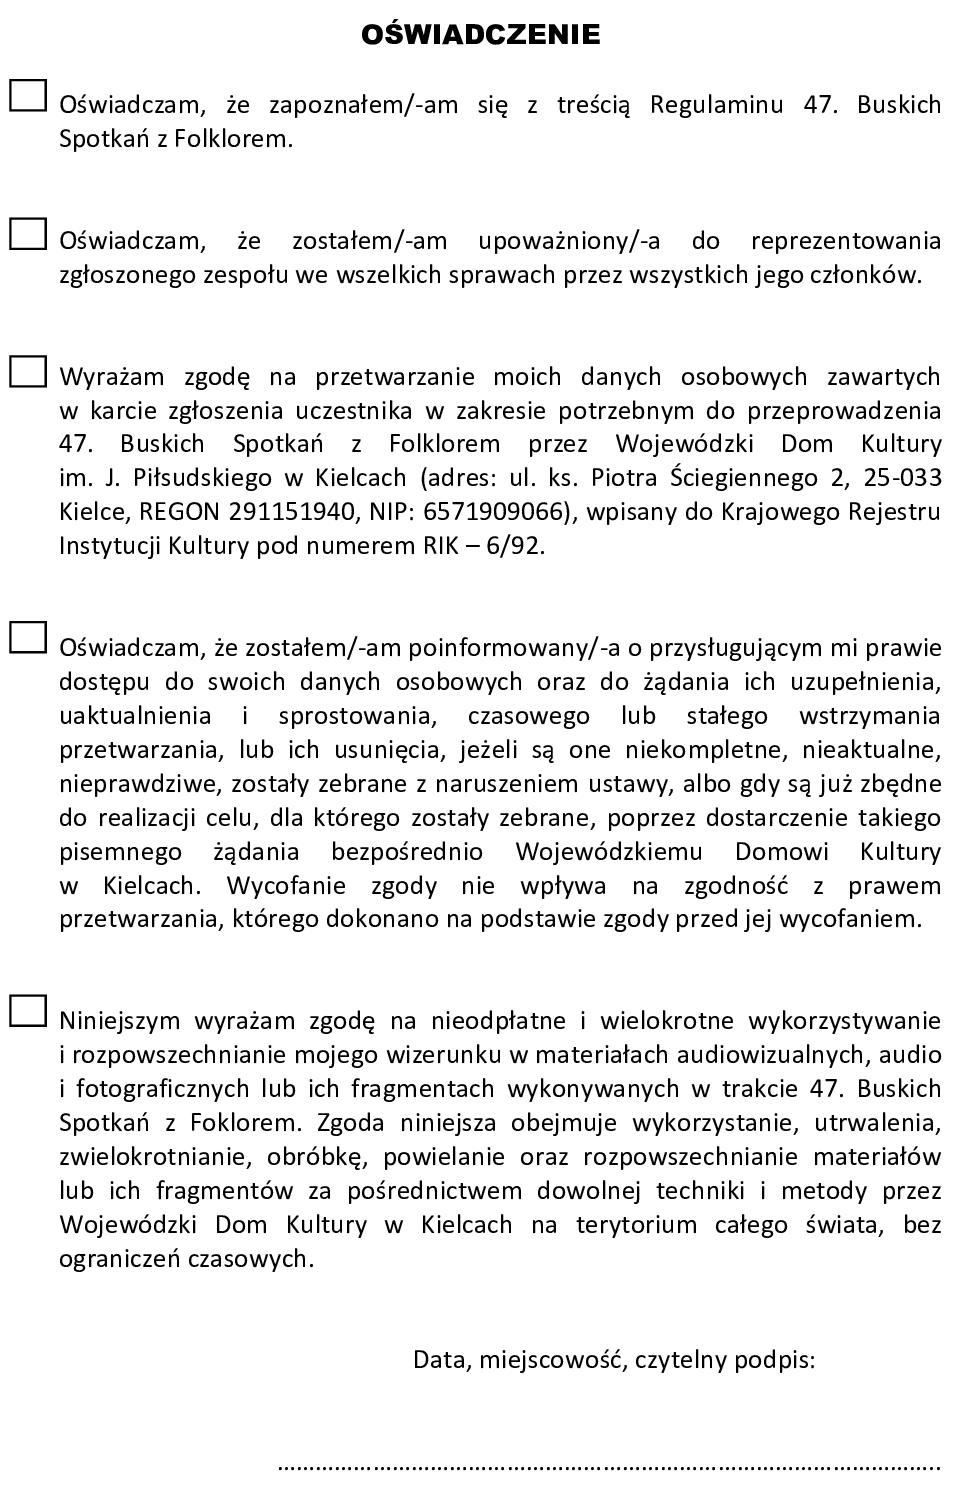 OŚWIADCZENIE
Oświadczam, że zapoznałem/-am się z treścią Regulaminu 47. Buskich
Spotkań z Folklorem.
Oświadczam, że zostałem/-am upoważniony/-a do reprezentowania
zgłoszonego zespołu we wszelkich sprawach przez wszystkich jego członków.
Wyrażam zgodę na przetwarzanie moich danych osobowych zawartych
w karcie zgłoszenia uczestnika w zakresie potrzebnym do przeprowadzenia
47. Buskich Spotkań z Folklorem przez Wojewódzki Dom Kultury
im. J. Piłsudskiego w Kielcach (adres: ul. ks. Piotra Ściegiennego 2, 25-033
Kielce, REGON 291151940, NIP: 6571909066), wpisany do Krajowego Rejestru
Instytucji Kultury pod numerem RIK – 6/92.
Oświadczam, że zostałem/-am poinformowany/-a o przysługującym mi prawie
dostępu do swoich danych osobowych oraz do żądania ich uzupełnienia,
uaktualnienia i sprostowania, czasowego lub stałego wstrzymania
przetwarzania, lub ich usunięcia, jeżeli są one niekompletne, nieaktualne,
nieprawdziwe, zostały zebrane z naruszeniem ustawy, albo gdy są już zbędne
do realizacji celu, dla którego zostały zebrane, poprzez dostarczenie takiego
pisemnego żądania bezpośrednio Wojewódzkiemu Domowi Kultury
w Kielcach. Wycofanie zgody nie wpływa na zgodność z prawem
przetwarzania, którego dokonano na podstawie zgody przed jej wycofaniem.
Niniejszym wyrażam zgodę na nieodpłatne i wielokrotne wykorzystywanie
i rozpowszechnianie mojego wizerunku w materiałach audiowizualnych, audio
i fotograficznych lub ich fragmentach wykonywanych w trakcie 47. Buskich
Spotkań z Foklorem. Zgoda niniejsza obejmuje wykorzystanie, utrwalenia,
zwielokrotnianie, obróbkę, powielanie oraz rozpowszechnianie materiałów
lub ich fragmentów za pośrednictwem dowolnej techniki i metody przez
Wojewódzki Dom Kultury w Kielcach na terytorium całego świata, bez
ograniczeń czasowych.
Data, miejscowość, czytelny podpis:
……………………………………………………………………………………………..